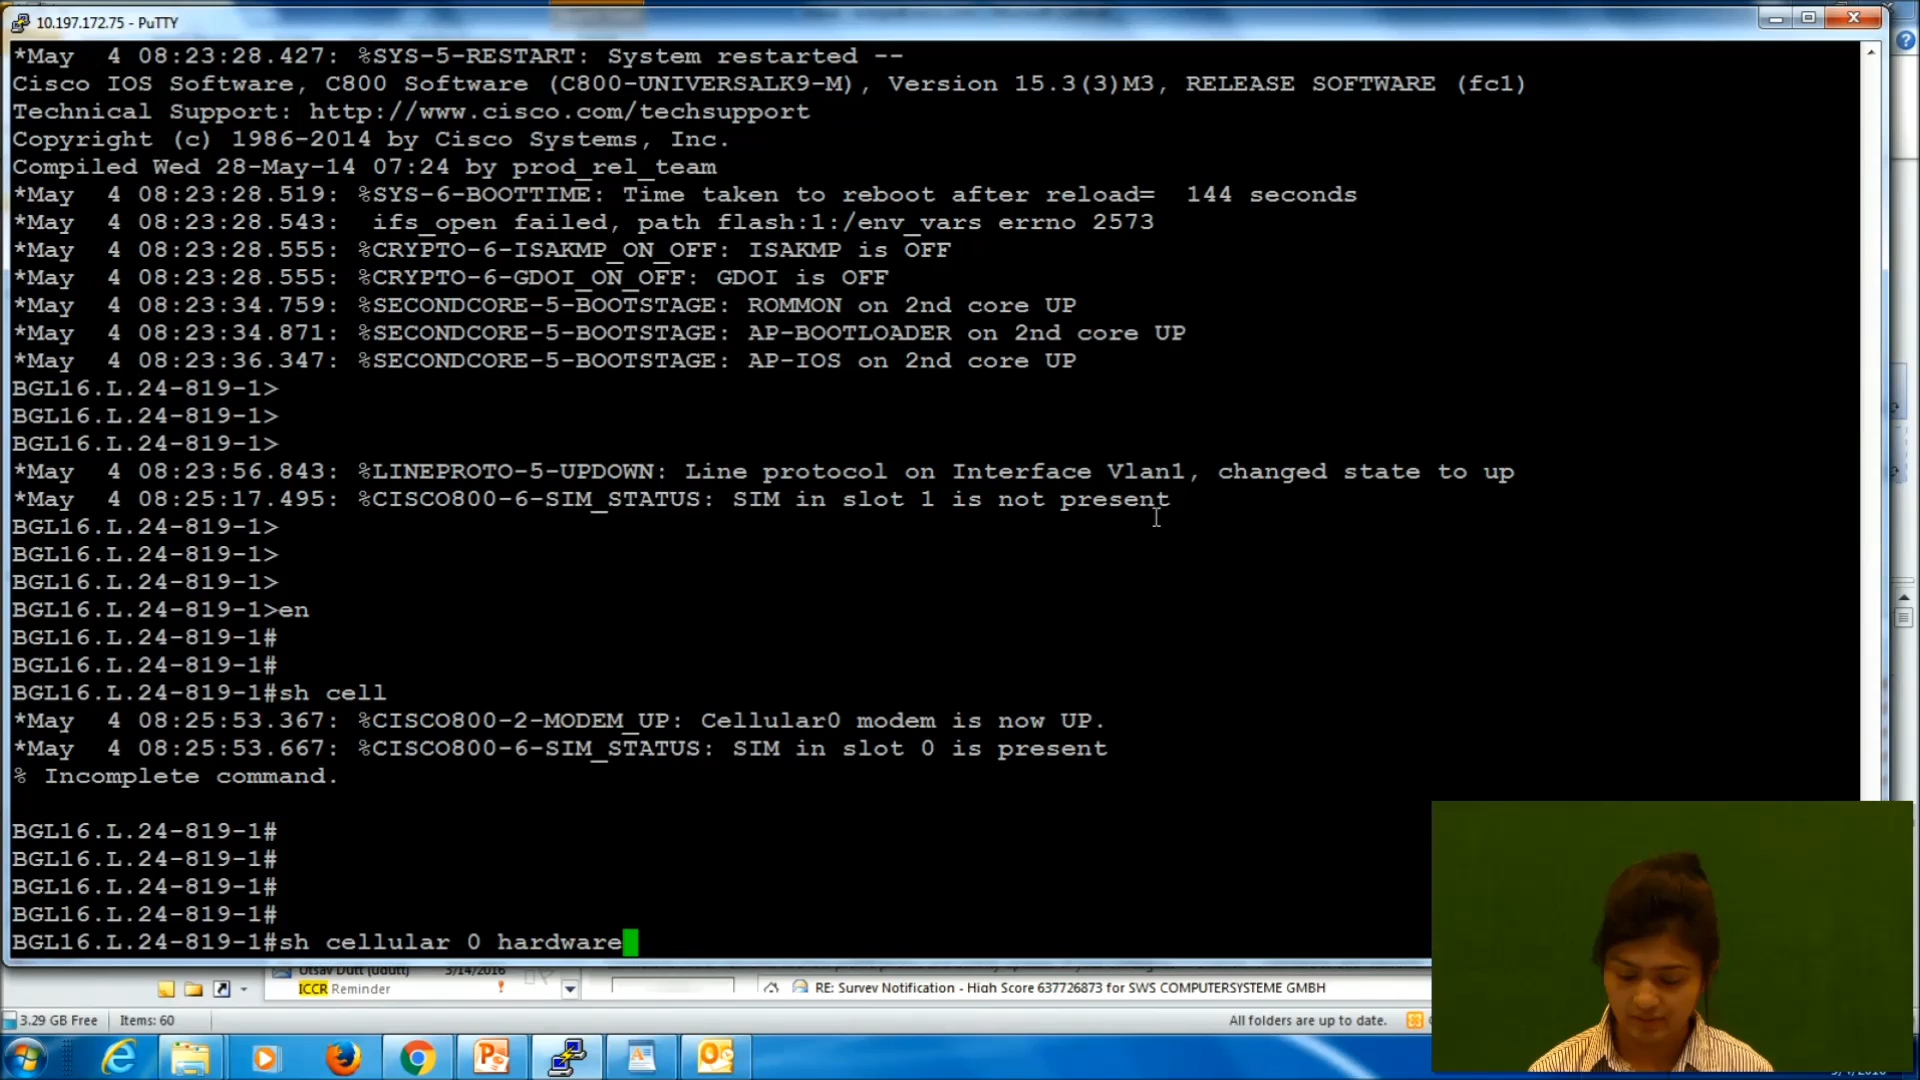 10.197.172.75 - PuTTY
*May  4 08:23:28.427: %SYS-5-RESTART: System restarted --
Cisco IOS Software, C800 Software (C800-UNIVERSALK9-M), Version 15.3(3)M3, RELEASE SOFTWARE (fc1)
Technical Support: http://www.cisco.com/techsupport
Copyright (c) 1986-2014 by Cisco Systems, Inc.
Compiled Wed 28-May-14 07:24 by prod_rel_team
*May  4 08:23:28.519: %SYS-6-BOOTTIME: Time taken to reboot after reload=  144 seconds
*May  4 08:23:28.543:  ifs_open failed, path flash:1:/env_vars errno 2573
*May  4 08:23:28.555: %CRYPTO-6-ISAKMP_ON_OFF: ISAKMP is OFF
*May  4 08:23:28.555: %CRYPTO-6-GDOI_ON_OFF: GDOI is OFF
*May  4 08:23:34.759: %SECONDCORE-5-BOOTSTAGE: ROMMON on 2nd core UP
*May  4 08:23:34.871: %SECONDCORE-5-BOOTSTAGE: AP-BOOTLOADER on 2nd core UP
*May  4 08:23:36.347: %SECONDCORE-5-BOOTSTAGE: AP-IOS on 2nd core UP
BGL16.L.24-819-1>
BGL16.L.24-819-1>
BGL16.L.24-819-1>
*May  4 08:23:56.843: %LINEPROTO-5-UPDOWN: Line protocol on Interface Vlan1, changed state to up
*May  4 08:25:17.495: %CISCO800-6-SIM_STATUS: SIM in slot 1 is not present
BGL16.L.24-819-1>
BGL16.L.24-819-1>
BGL16.L.24-819-1>
BGL16.L.24-819-1>en
BGL16.L.24-819-1#
BGL16.L.24-819-1#
BGL16.L.24-819-1#sh cell
*May  4 08:25:53.367: %CISCO800-2-MODEM_UP: Cellular0 modem is now UP.
*May  4 08:25:53.667: %CISCO800-6-SIM_STATUS: SIM in slot 0 is present
% Incomplete command.
BGL16.L.24-819-1#
BGL16.L.24-819-1#
BGL16.L.24-819-1#
BGL16.L.24-819-1#
BGL16.L.24-819-1#sh cellular 0 hardware
Utsav Dutt (udutt) 3/14/2016
ICCR Reminder
RE: Survey Notification - High Score 637726873 for SWS COMPUTERSYSTEME GMBH
3.29 GB Free Items: 60 All folders are up to date.